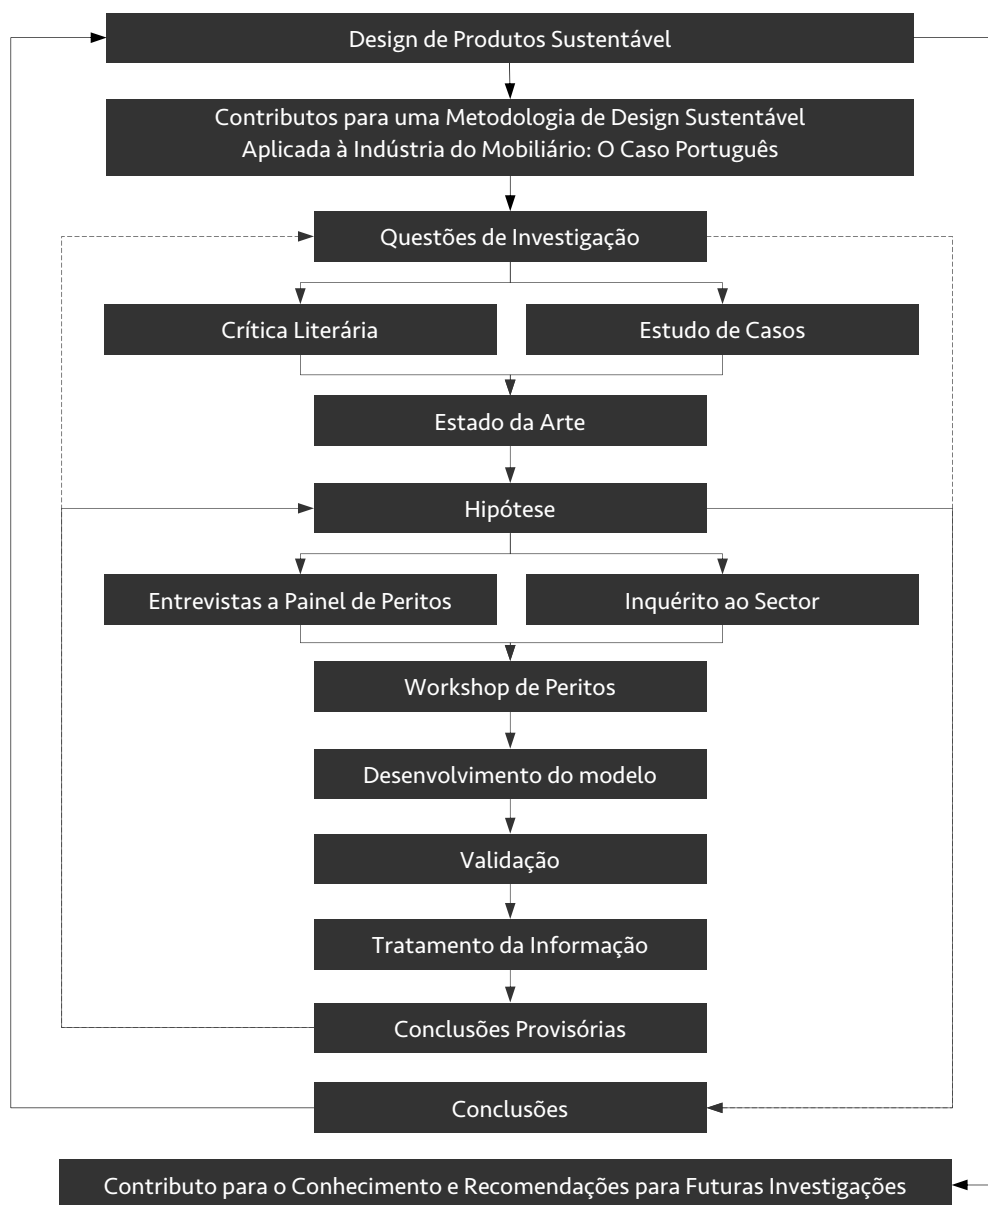 Design de Produtos Sustentável
Contributos para uma Metodologia de Design Sustentável
Aplicada à Indústria do Mobiliário: O Caso Português
Questões de Investigação
Crítica Literária
Estudo de Casos
Estado da Arte
Hipótese
Entrevistas a Painel de Peritos
Inquérito ao Sector
Workshop de Peritos
Desenvolvimento do modelo
Validação
Tratamento da Informação
Conclusões Provisórias
Conclusões
Contributo para o Conhecimento e Recomendações para Futuras Investigações